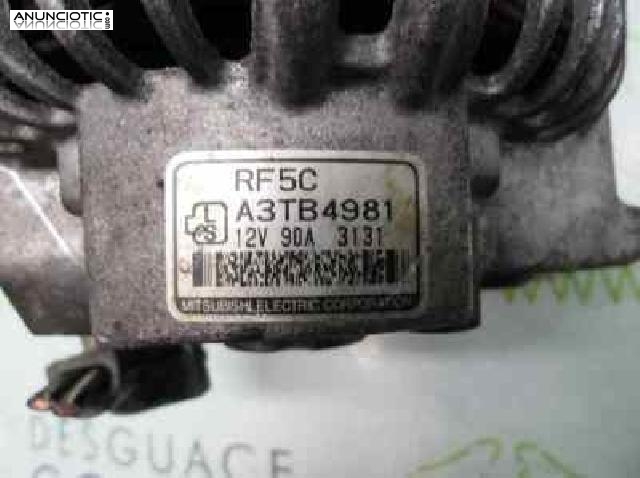 ANUNCIOTIC
RF5C
A3TB4981
12V 90A 3131
MITSUBISHI ELECTRIC CORPORATION
DESGUACE